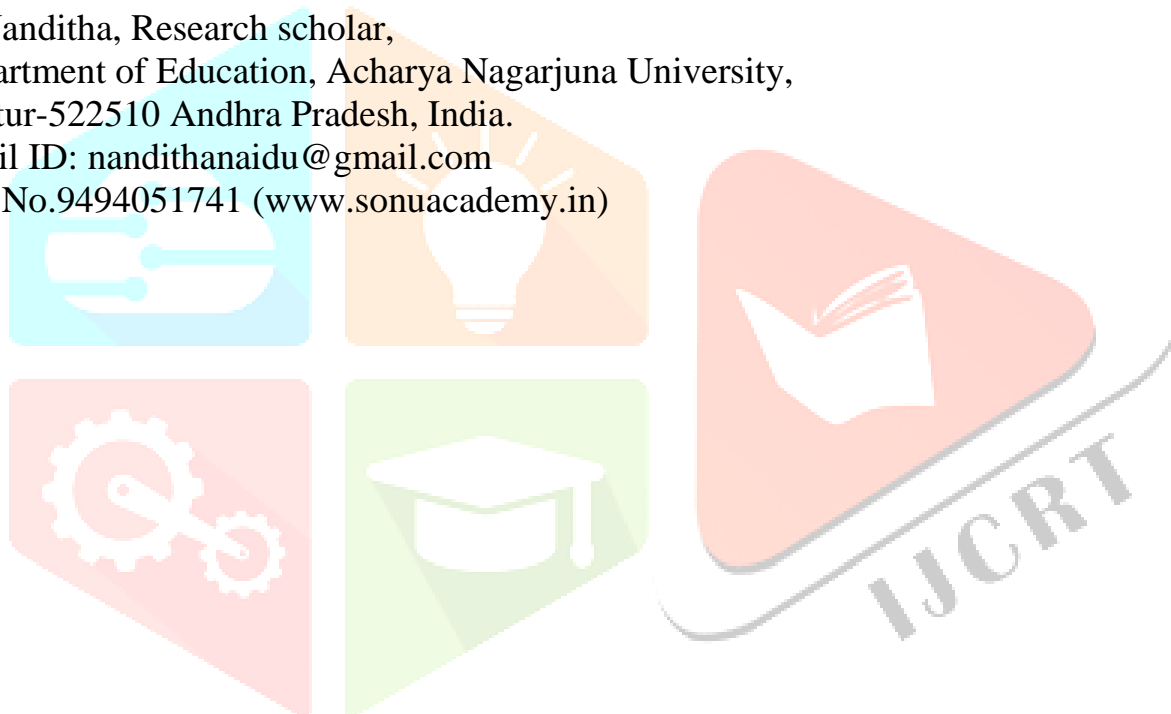 anditha, Research scholar,
artment of Education, Acharya Nagarjuna University,
tur-522510 Andhra Pradesh, India.
il ID: nandithanaidu@gmail.com
No.9494051741 (www.sonuacademy.in)
IJCRT